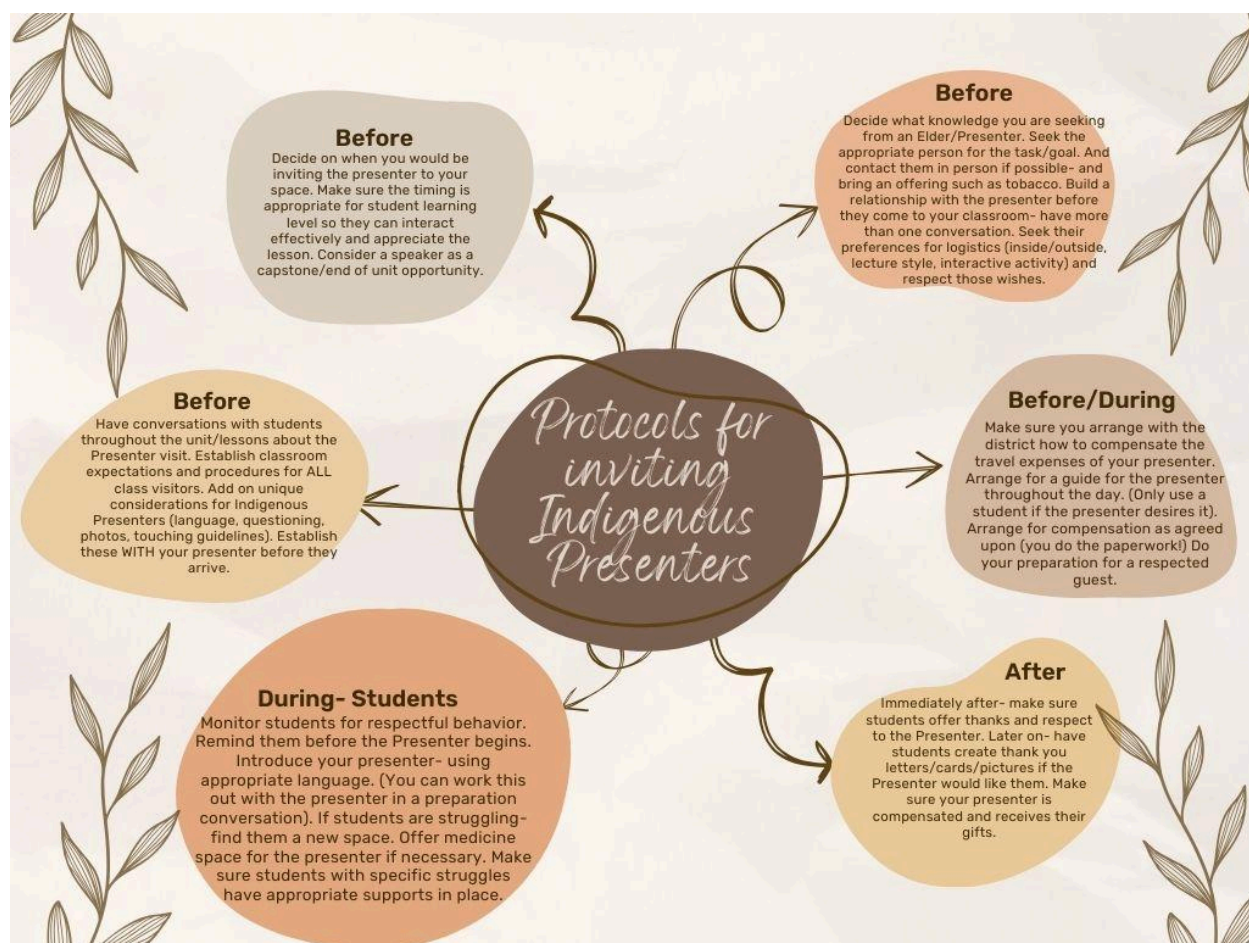 Before
Decide on when you would be
inviting the presenter to your
space. Make sure the timing is
appropriate for student learning
level so they can interact
effectively and appreciate the
lesson. Consider a speaker as a
capstone/end of unit opportunity.
Before
Decide what knowledge you are seeking
from an Elder/Presenter. Seek the
appropriate person for the task/goal. And
contact them in person if possible- and
bring an offering such as tobacco. Build a
relationship with the presenter before
they come to your classroom- have more
than one conversation. Seek their
preferences for logistics (inside/outside,
lecture style, interactive activity) and
respect those wishes.
Before
Have conversations with students
throughout the unit/lessons about the
Presenter visit. Establish classroom
expectations and procedures for ALL
class visitors. Add on unique
considerations for Indigenous
Presenters (language, questioning,
photos, touching guidelines). Establish
these WITH your presenter before they
arrive.
Protocols for
inviting
Indigenous
Presenters
Before/During
Make sure you arrange with the
district how to compensate the
travel expenses of your presenter.
Arrange for a guide for the presenter
throughout the day. (Only use a
student if the presenter desires it).
Arrange for compensation as agreed
upon (you do the paperwork!) Do
your preparation for a respected
guest.
During- Students
Monitor students for respectful behavior.
Remind them before the Presenter begins.
Introduce your presenter- using
appropriate language. (You can work this
out with the presenter in a preparation
conversation). If students are struggling-
find them a new space. Offer medicine
space for the presenter if necessary. Make
sure students with specific struggles
have appropriate supports in place.
After
Immediately after- make sure
students offer thanks and respect
to the Presenter. Later on- have
students create thank you
letters/cards/pictures if the
Presenter would like them. Make
sure your presenter is
compensated and receives their
gifts.